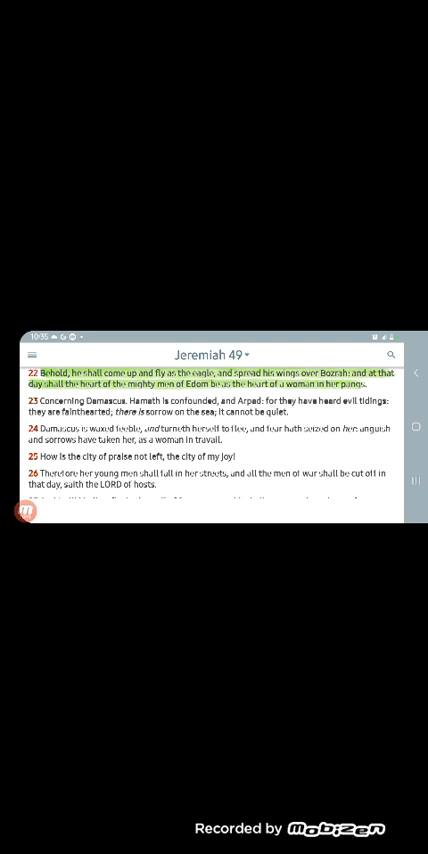 10:35
Jeremiah 49
22 Behold, he shall come up and fly as the eagle, and spread his wings over Bozrah: and at that
day shall the heart of the mighty men of Edom be as the heart of a woman in her pangs.
23 Concerning Damascus. Hamath is confounded, and Arpad: for they have heard evil tidings:
they are fainthearted; there is sorrow on the sea; it cannot be quiet.
24 Damascus is waxed feeble, and turneth herself to flee, and fear hath seized on her: anguish
and sorrows have taken her, as a woman in travail.
25 How is the city of praise not left, the city of my joy!
26 Therefore her young men shall fall in her streets, and all the men of war shall be cut off in
that day, saith the LORD of hosts.
Recorded by MOBIZEN